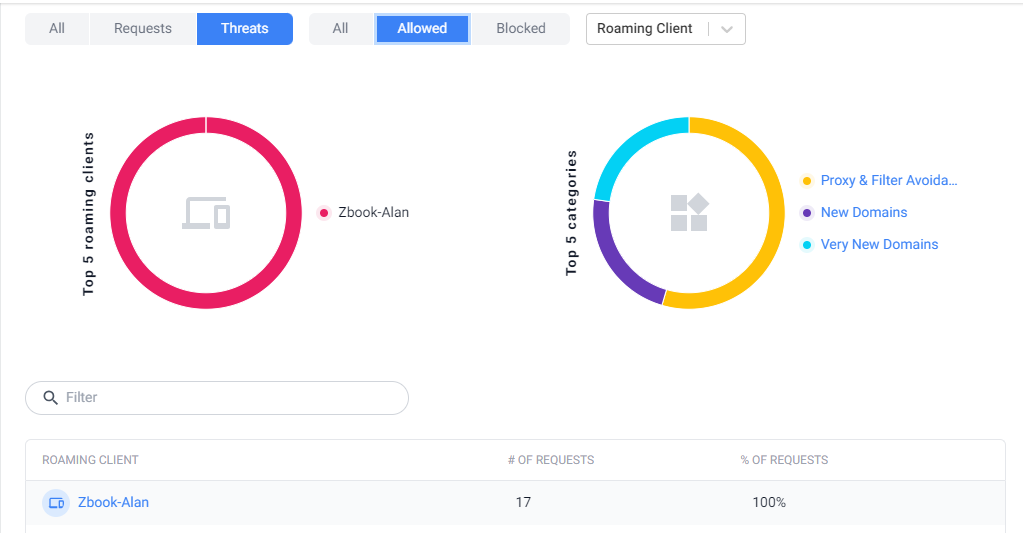 All Requests Threats All Allowed Blocked Roaming Client
Top 5 roaming clients
Zbook-Alan
Top 5 categories
Proxy & Filter Avoida...
New Domains
Very New Domains
Filter
ROAMING CLIENT # OF REQUESTS % OF REQUESTS
Zbook-Alan 17 100%